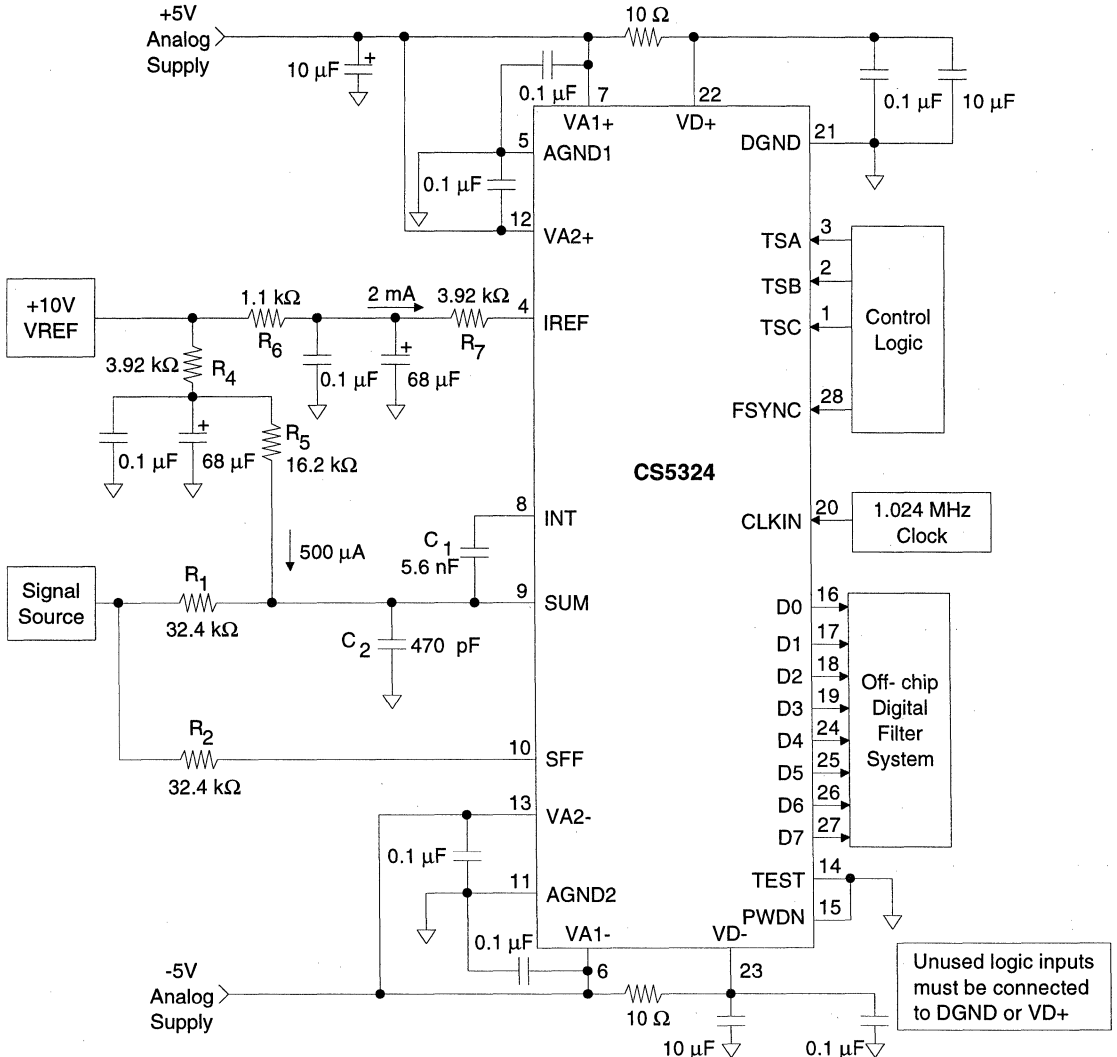 +5V
Analog
Supply
10 µF
+
0.1 µF
10 Ω
7
22
0.1 µF
10 µF
VA1+
VD+
DGND
21
5
AGND1
0.1 µF
12
VA2+
TSA
3
TSB
2
TSC
1
Control
Logic
FSYNC
28
+10V
VREF
1.1 kΩ
R6
2 mA
3.92 kΩ
R7
4
IREF
0.1 µF
+
68 µF
3.92 kΩ
R4
0.1 µF
+
68 µF
R5
16.2 kΩ
CS5324
8
INT
C1
5.6 nF
500 µA
CLKIN
20
1.024 MHz
Clock
Signal
Source
R1
32.4 kΩ
9
SUM
C2
470 pF
R2
32.4 kΩ
10
SFF
D0
16
D1
17
D2
18
D3
19
D4
24
D5
25
D6
26
D7
27
Off- chip
Digital
Filter
System
13
VA2-
0.1 µF
11
AGND2
TEST
14
PWDN
15
0.1 µF
VA1-
VD-
6
23
-5V
Analog
Supply
10 Ω
10 µF
0.1 µF
Unused logic inputs
must be connected
to DGND or VD+